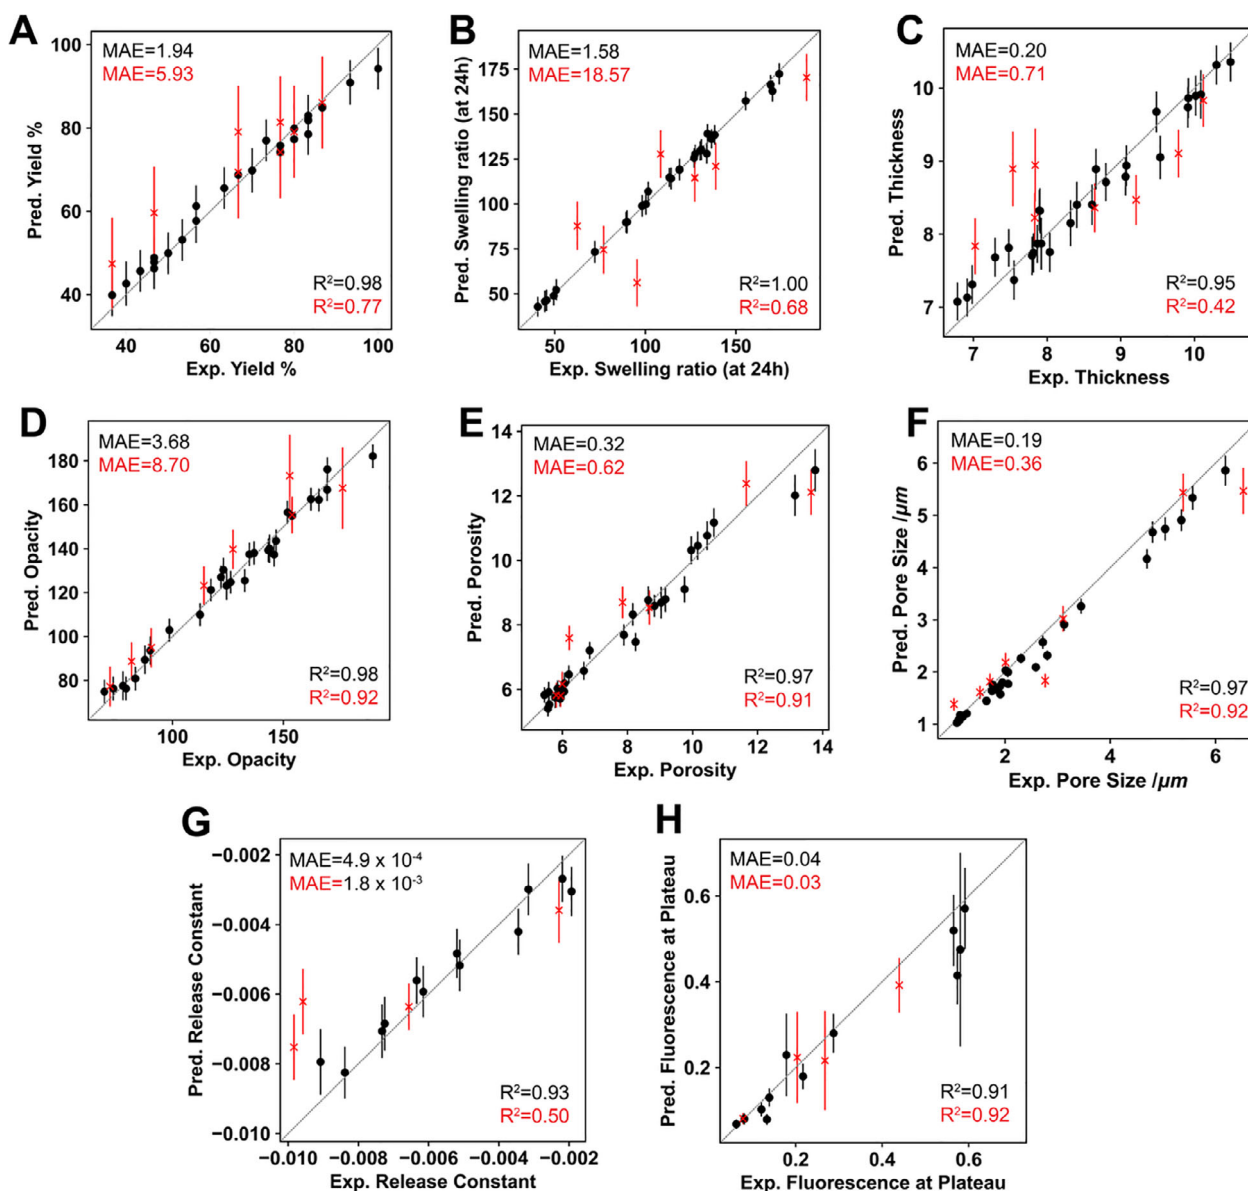 A
100
80
60
40
Pred. Yield %
MAE=1.94
MAE=5.93
R²=0.98
R²=0.77
40 60 80 100
Exp. Yield %
B
175
150
125
100
75
50
Pred. Swelling ratio (at 24h)
MAE=1.58
MAE=18.57
R²=1.00
R²=0.68
50 100 150
Exp. Swelling ratio (at 24h)
C
10
9
8
7
Pred. Thickness
MAE=0.20
MAE=0.71
R²=0.95
R²=0.42
7 8 9 10
Exp. Thickness
D
180
160
140
120
100
80
Pred. Opacity
MAE=3.68
MAE=8.70
R²=0.98
R²=0.92
100 150
Exp. Opacity
E
14
12
10
8
6
Pred. Porosity
MAE=0.32
MAE=0.62
R²=0.97
R²=0.91
6 8 10 12 14
Exp. Porosity
F
6
5
4
3
2
1
Pred. Pore Size /µm
MAE=0.19
MAE=0.36
R²=0.97
R²=0.92
2 4 6
Exp. Pore Size /µm
G
−0.002
−0.004
−0.006
−0.008
−0.010
Pred. Release Constant
MAE=4.9 x 10⁻⁴
MAE=1.8 x 10⁻³
R²=0.93
R²=0.50
−0.010 −0.008 −0.006 −0.004 −0.002
Exp. Release Constant
H
0.6
0.4
0.2
Pred. Fluorescence at Plateau
MAE=0.04
MAE=0.03
R²=0.91
R²=0.92
0.2 0.4 0.6
Exp. Fluorescence at Plateau